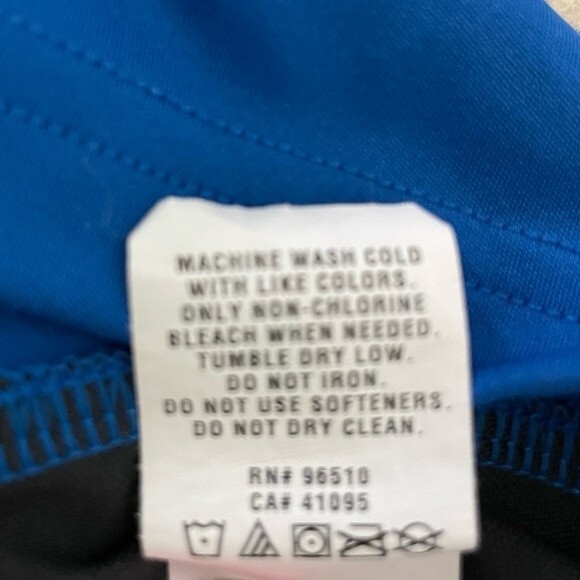 MACHINE WASH COLD
WITH LIKE COLORS.
ONLY NON-CHLORINE
BLEACH WHEN NEEDED.
TUMBLE DRY LOW.
DO NOT IRON.
DO NOT USE SOFTENERS.
DO NOT DRY CLEAN.
RN# 96510
CA# 41095